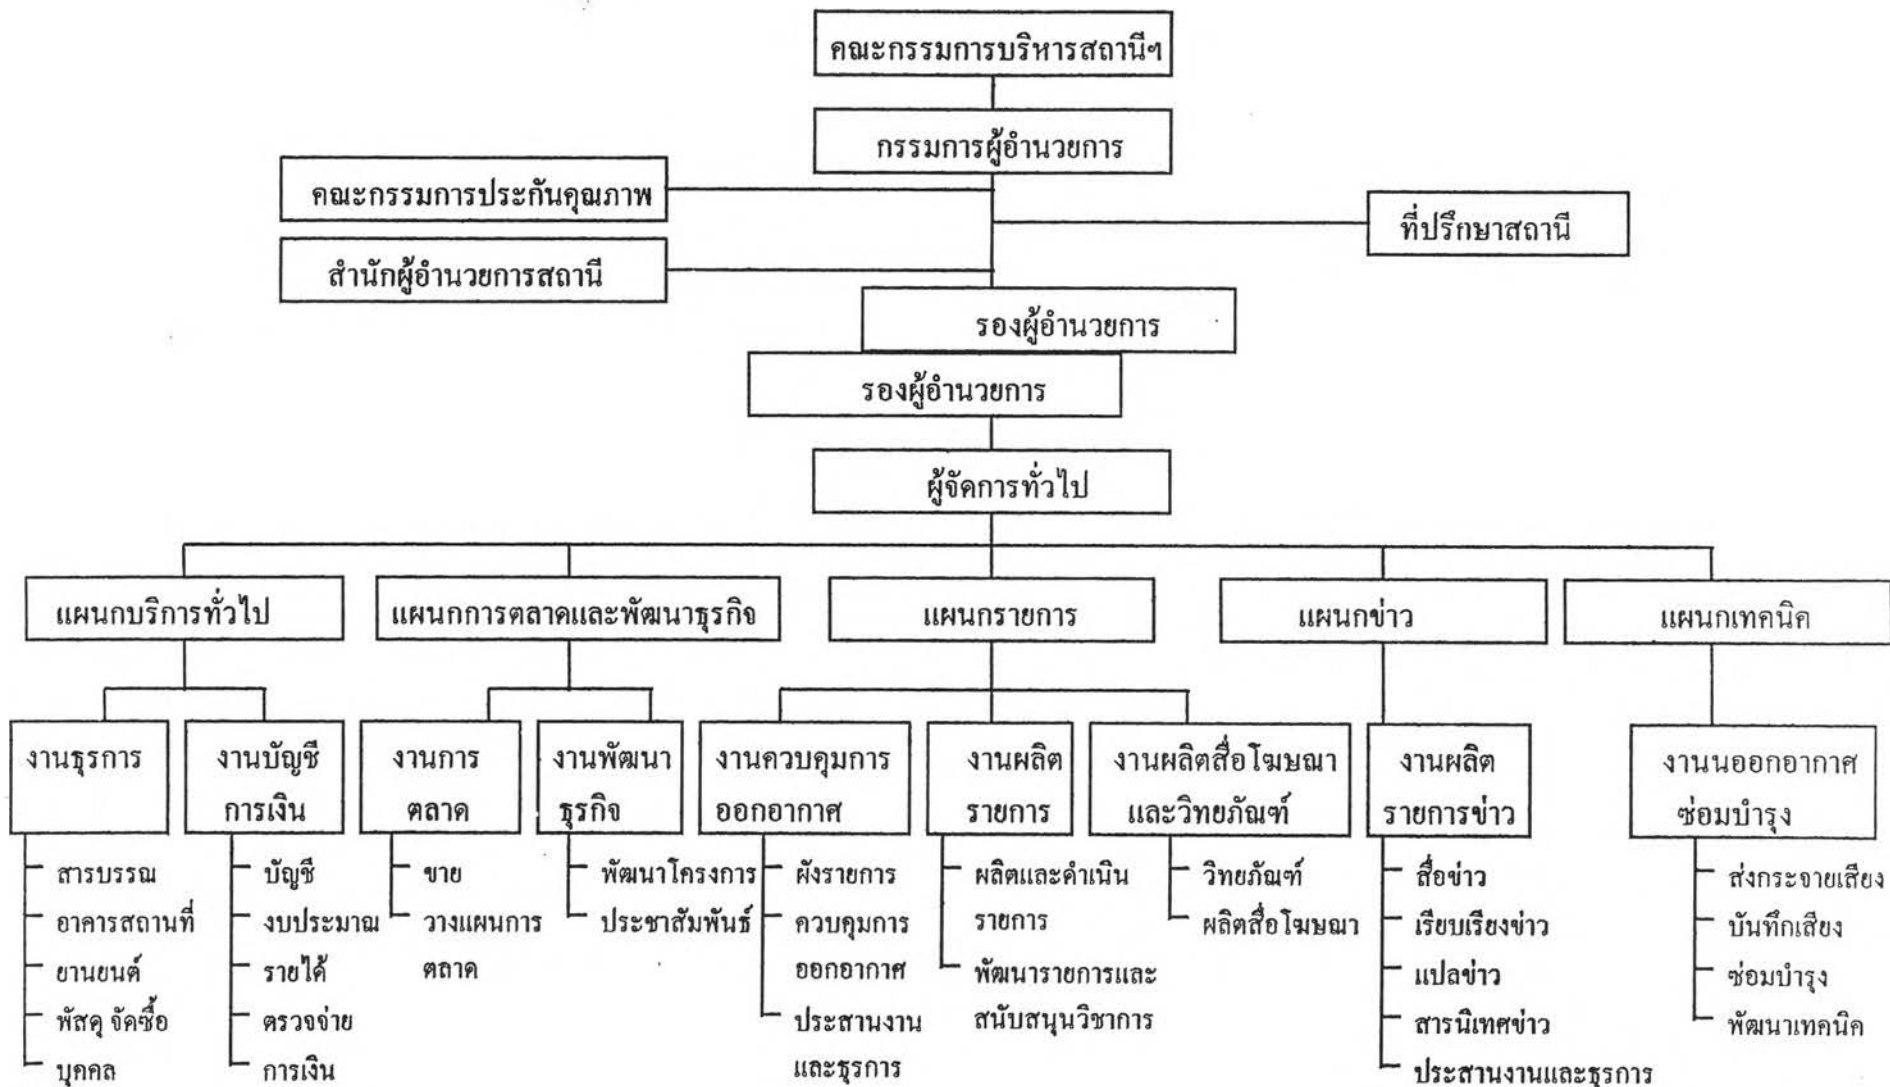 คณะกรรมการบริหารสถานีฯ
กรรมการผู้อำนวยการ
คณะกรรมการประกันคุณภาพ
ที่ปรึกษาสถานี
สำนักผู้อำนวยการสถานี
รองผู้อำนวยการ
รองผู้อำนวยการ
ผู้จัดการทั่วไป
แผนกบริการทั่วไป
แผนกการตลาดและพัฒนาธุรกิจ
แผนกรายการ
แผนกข่าว
แผนกเทคนิค
งานธุรการ
สารบรรณ
อาคารสถานที่
ยานยนต์
พัสดุ จัดซื้อ
บุคคล
งานบัญชี
การเงิน
บัญชี
งบประมาณ
รายได้
ตรวจจ่าย
การเงิน
งานการ
ตลาด
ขาย
วางแผนการ
ตลาด
งานพัฒนา
ธุรกิจ
พัฒนาโครงการ
ประชาสัมพันธ์
งานควบคุมการ
ออกอากาศ
ผังรายการ
ควบคุมการ
ออกอากาศ
ประสานงาน
และธุรการ
งานผลิต
รายการ
ผลิตและดำเนิน
รายการ
พัฒนารายการและ
สนับสนุนวิชาการ
งานผลิตสื่อโฆษณา
และวิทยภัณฑ์
วิทยภัณฑ์
ผลิตสื่อโฆษณา
งานผลิต
รายการข่าว
สื่อข่าว
เรียบเรียงข่าว
แปลข่าว
สารนิเทศข่าว
ประสานงานและธุรการ
งานนออกอากาศ
ซ่อมบำรุง
ส่งกระจายเสียง
บันทึกเสียง
ซ่อมบำรุง
พัฒนาเทคนิค